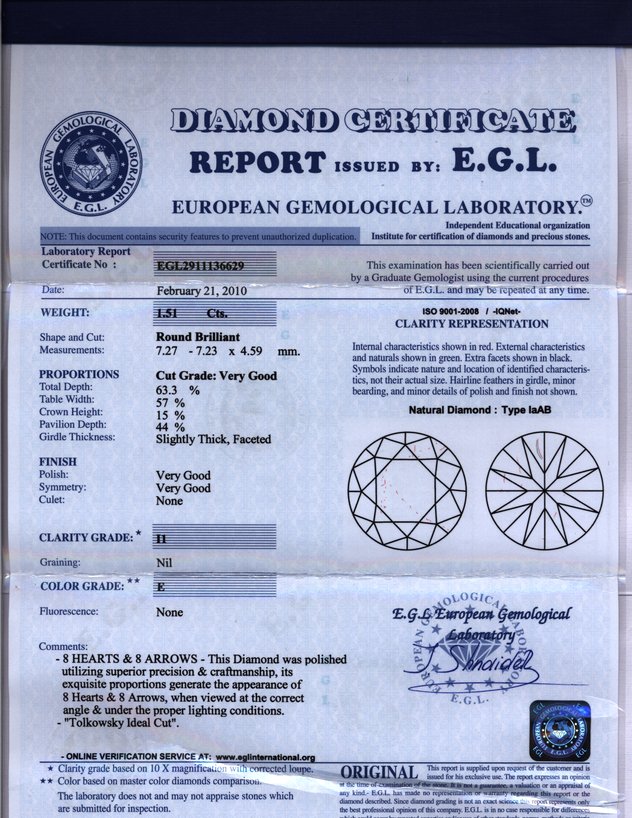 EUROPEAN GEMOLOGICAL LABORATORY
E.G.L.
DIAMOND CERTIFICATE
REPORT ISSUED BY: E.G.L.
EUROPEAN GEMOLOGICAL LABORATORY.™
Independent Educational organization
NOTE: This document contains security features to prevent unauthorized duplication.
Institute for certification of diamonds and precious stones.
Laboratory Report
Certificate No : EGL2911136629
Date: February 21, 2010
WEIGHT: 1.51 Cts.
Shape and Cut: Round Brilliant
Measurements: 7.27 - 7.23 x 4.59 mm.
PROPORTIONS Cut Grade: Very Good
Total Depth: 63.3 %
Table Width: 57 %
Crown Height: 15 %
Pavilion Depth: 44 %
Girdle Thickness: Slightly Thick, Faceted
FINISH
Polish: Very Good
Symmetry: Very Good
Culet: None
CLARITY GRADE: ★ I1
Graining: Nil
COLOR GRADE: ★★ E
Fluorescence: None
Comments:
- 8 HEARTS & 8 ARROWS - This Diamond was polished
utilizing superior precision & craftmanship, its
exquisite proportions generate the appearance of
8 Hearts & 8 Arrows, when viewed at the correct
angle & under the proper lighting conditions.
- "Tolkowsky Ideal Cut".
- ONLINE VERIFICATION SERVICE AT: www.eglinternational.org
★ Clarity grade based on 10 X magnification with corrected loupe.
★★ Color based on master color diamonds comparison.
The laboratory does not and may not appraise stones which
are submitted for inspection.
This examination has been scientifically carried out
by a Graduate Gemologist using the current procedures
of E.G.L. and may be repeated at any time.
ISO 9001-2008 / -IQNet-
CLARITY REPRESENTATION
Internal characteristics shown in red. External characteristics
and naturals shown in green. Extra facets shown in black.
Symbols indicate nature and location of identified characteris-
tics, not their actual size. Hairline feathers in girdle, minor
bearding, and minor details of polish and finish not shown.
Natural Diamond : Type IaAB
E.G.L European Gemological
Laboratory
E.G.L.
ORIGINAL This report is supplied upon request of the customer and is
issued for his exclusive use. The report expresses an opinion
at the time of examination of the stone. It is not a guarantee, a valuation or an appraisal of
any kind.- E.G.L. has made no representation or warranty regarding this report or the
diamond described. Since diamond grading is not an exact science this report represents only
the best professional opinion of this company. E.G.L. is in no case responsible for differences